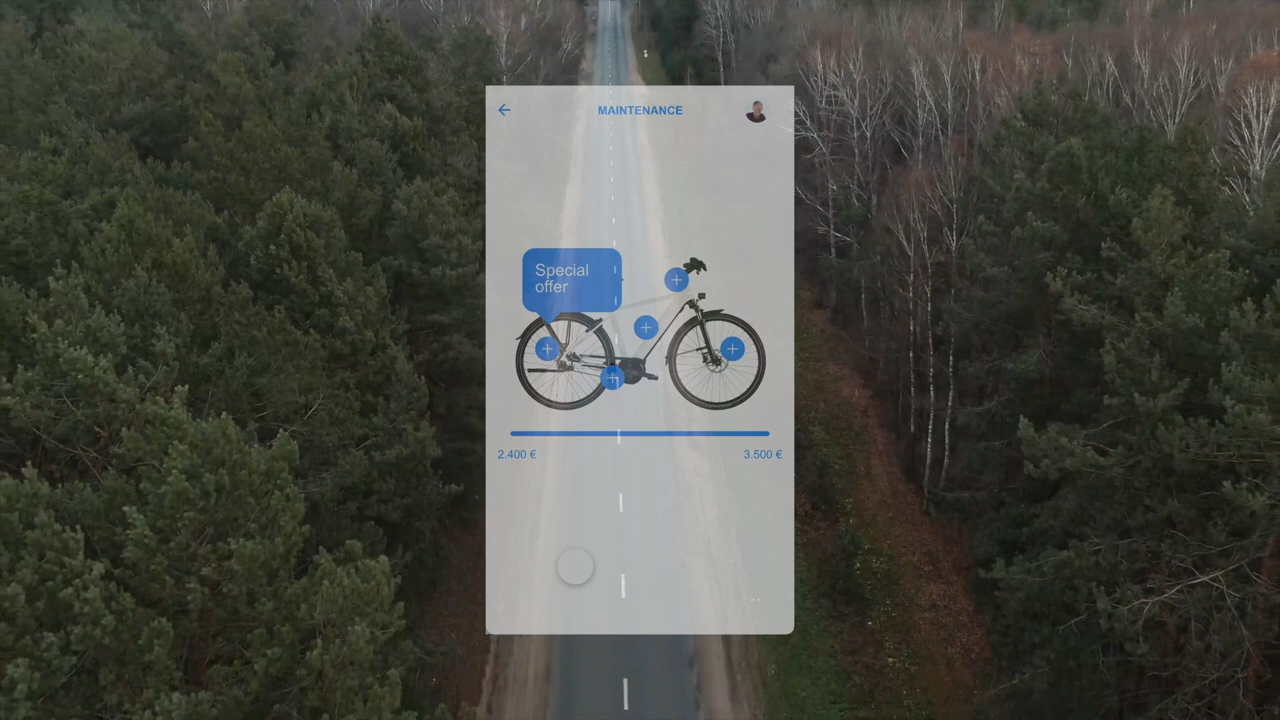 MAINTENANCE
Special
offer
2.400 €
3.500 €